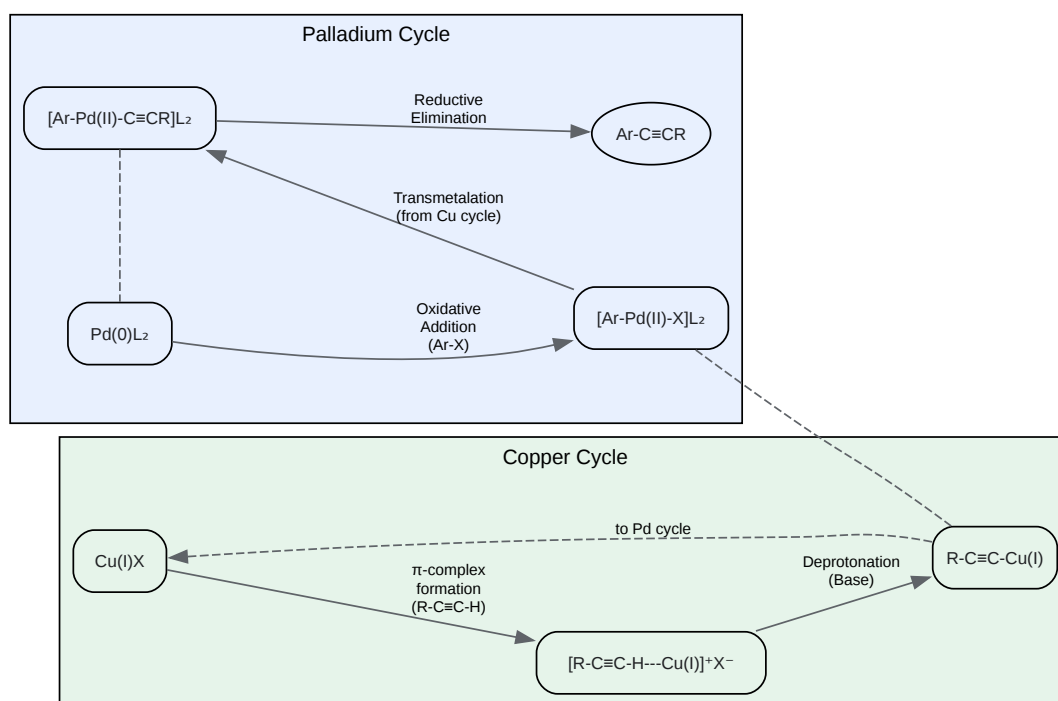 Palladium Cycle
[Ar-Pd(II)-C≡CR]L₂
Reductive
Elimination
Ar-C≡CR
Transmetalation
(from Cu cycle)
Pd(0)L₂
Oxidative
Addition
(Ar-X)
[Ar-Pd(II)-X]L₂
Copper Cycle
Cu(I)X
to Pd cycle
π-complex
formation
(R-C≡C-H)
Deprotonation
(Base)
R-C≡C-Cu(I)
[R-C≡C-H---Cu(I)]⁺X⁻